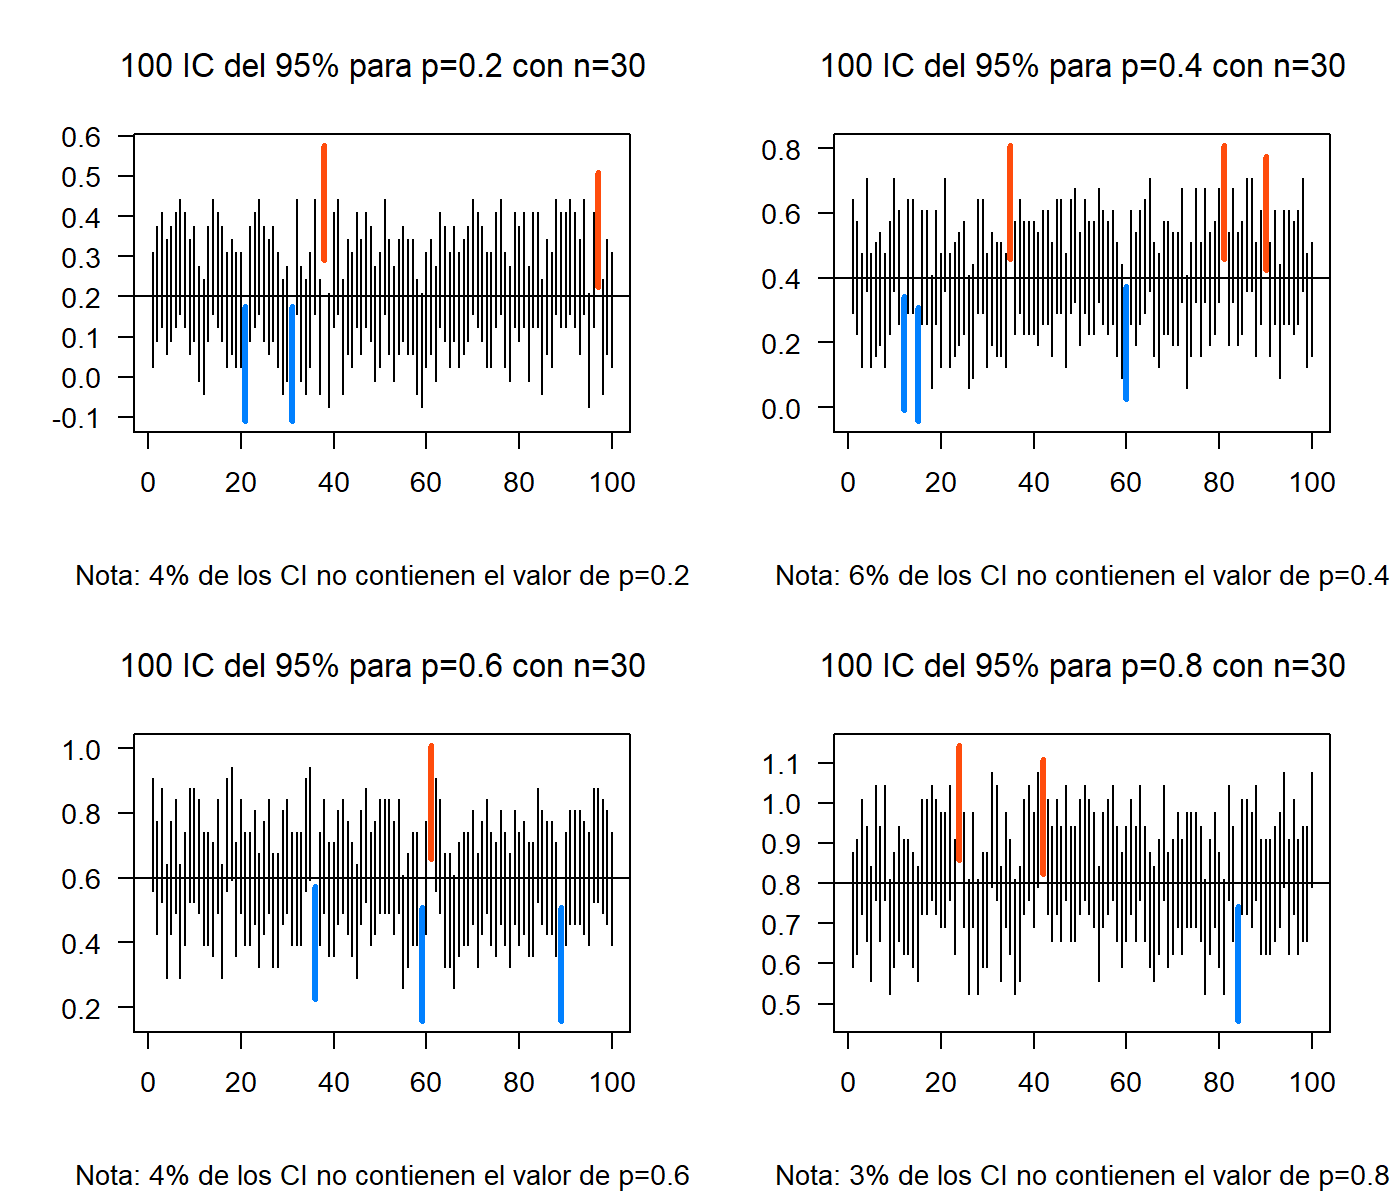 100 IC del 95% para p=0.2 con n=30
0.6
0.5
0.4
0.3
0.2
0.1
0.0
-0.1
0 20 40 60 80 100
Nota: 4% de los CI no contienen el valor de p=0.2
100 IC del 95% para p=0.4 con n=30
0.8
0.6
0.4
0.2
0.0
0 20 40 60 80 100
Nota: 6% de los CI no contienen el valor de p=0.4
100 IC del 95% para p=0.6 con n=30
1.0
0.8
0.6
0.4
0.2
0 20 40 60 80 100
Nota: 4% de los CI no contienen el valor de p=0.6
100 IC del 95% para p=0.8 con n=30
1.1
1.0
0.9
0.8
0.7
0.6
0.5
0 20 40 60 80 100
Nota: 3% de los CI no contienen el valor de p=0.8